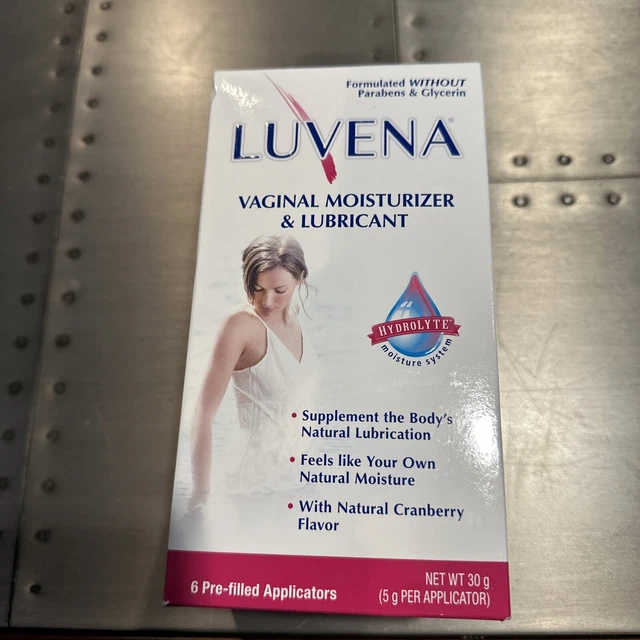 Formulated WITHOUT
Parabens & Glycerin
LUVENA®
VAGINAL MOISTURIZER
& LUBRICANT
HYDROLYTE™
moisture system
• Supplement the Body's
Natural Lubrication
• Feels like Your Own
Natural Moisture
• With Natural Cranberry
Flavor
6 Pre-filled Applicators
NET WT 30 g
(5 g PER APPLICATOR)